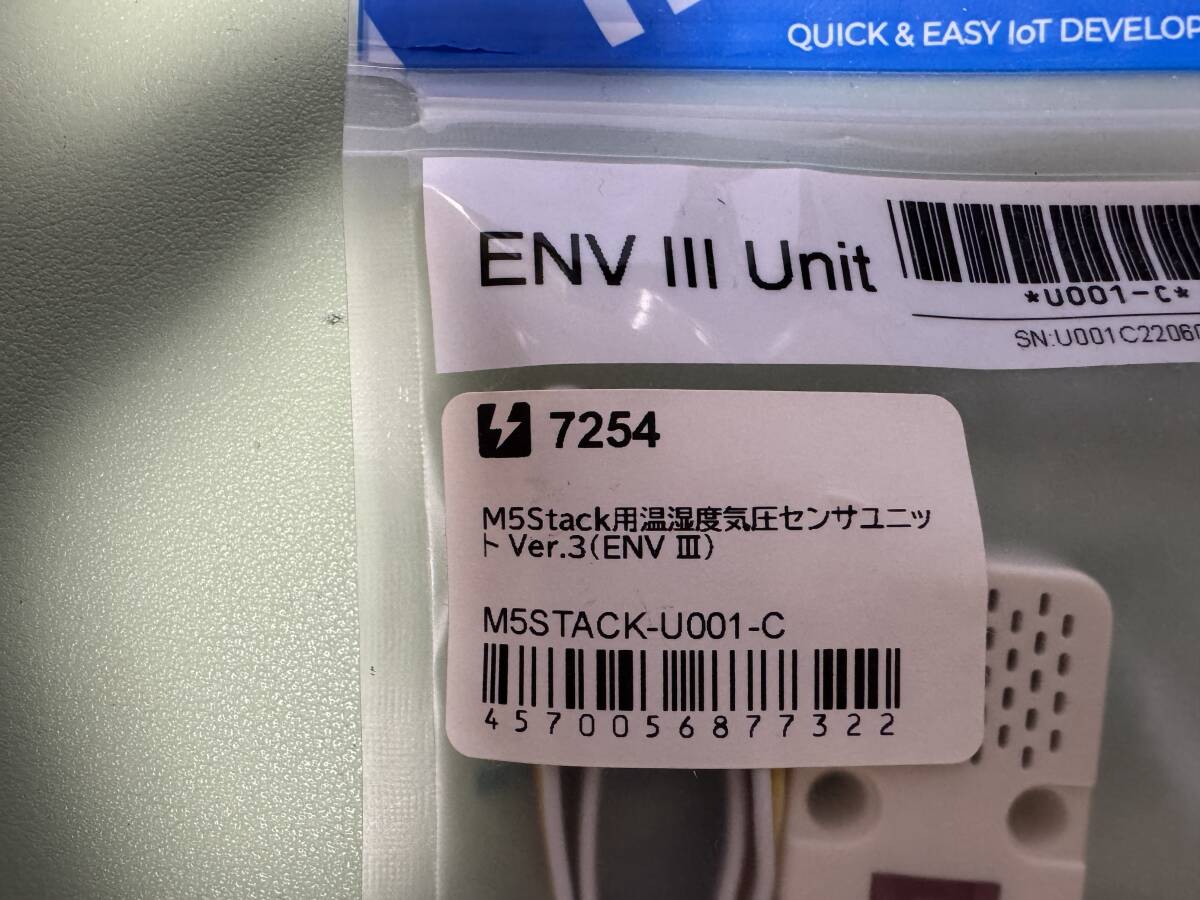 QUICK & EASY IoT DEVELOP
ENV III Unit
*U001-C*
SN:U001C2206
7254
M5Stack用温湿度気圧センサユニッ
ト Ver.3(ENV Ⅲ)
M5STACK-U001-C
4570056877322